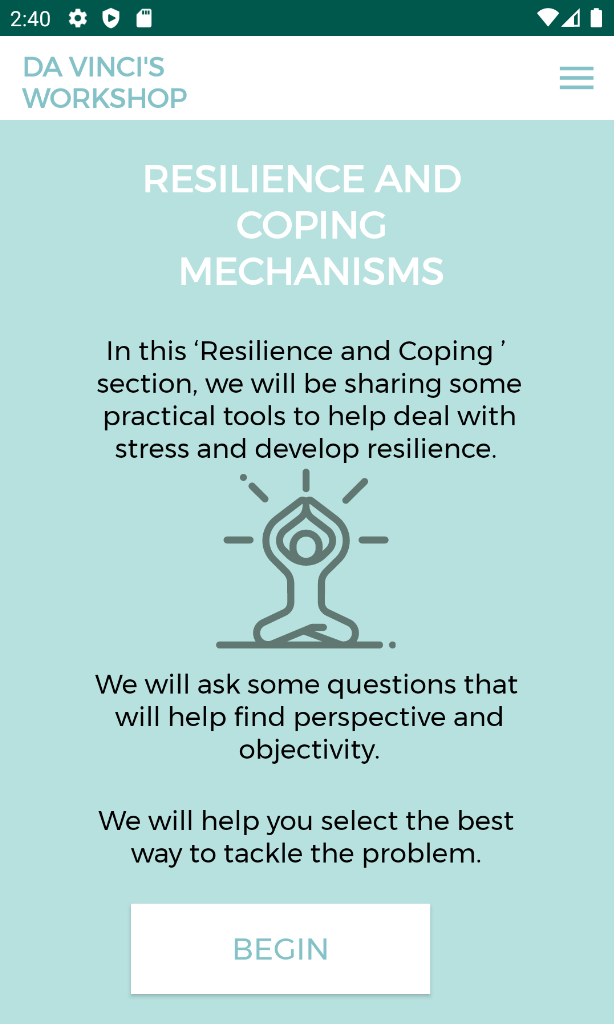 2:40
DA VINCI'S
WORKSHOP
RESILIENCE AND
COPING
MECHANISMS
In this ‘Resilience and Coping ’
section, we will be sharing some
practical tools to help deal with
stress and develop resilience.
We will ask some questions that
will help find perspective and
objectivity.
We will help you select the best
way to tackle the problem.
BEGIN